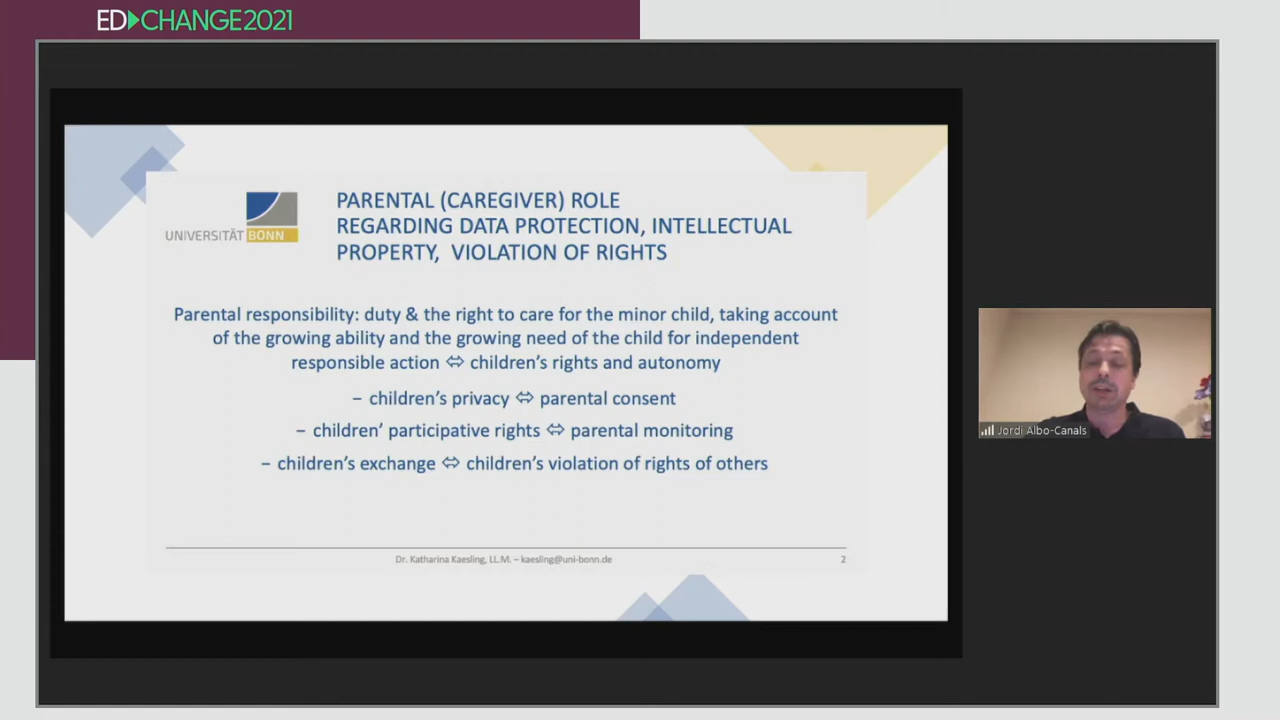 ED CHANGE2021
UNIVERSITÄT BONN
PARENTAL (CAREGIVER) ROLE
REGARDING DATA PROTECTION, INTELLECTUAL
PROPERTY, VIOLATION OF RIGHTS
Parental responsibility: duty & the right to care for the minor child, taking account
of the growing ability and the growing need of the child for independent
responsible action ⇔ children's rights and autonomy
– children's privacy ⇔ parental consent
– children' participative rights ⇔ parental monitoring
– children's exchange ⇔ children's violation of rights of others
Dr. Katharina Kaesling, LL.M. – kaesling@uni-bonn.de 2
Jordi Albo-Canals